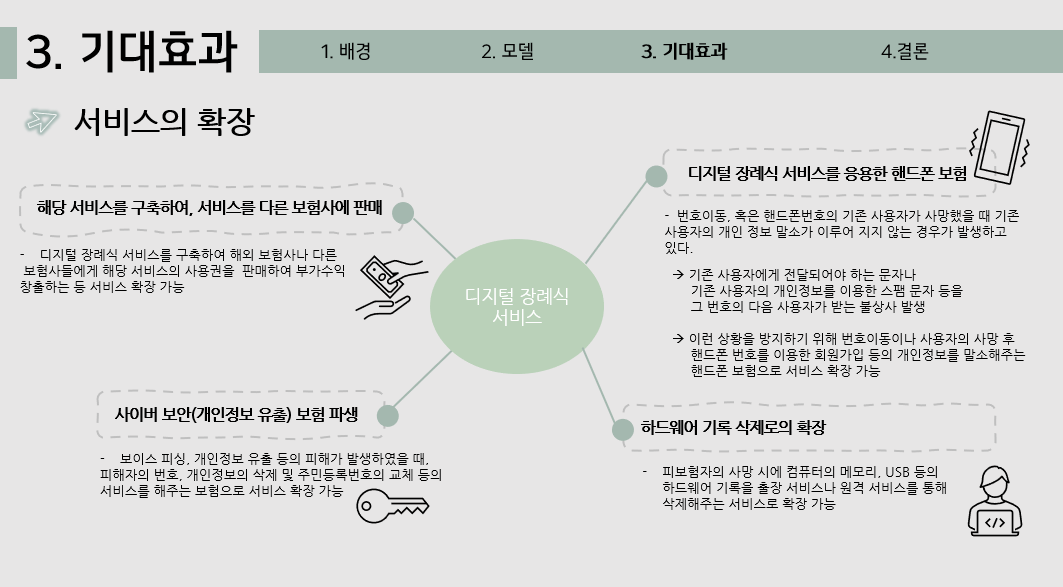 3. 기대효과
1. 배경
2. 모델
3. 기대효과
4.결론
서비스의 확장
해당 서비스를 구축하여, 서비스를 다른 보험사에 판매
- 디지털 장례식 서비스를 구축하여 해외 보험사나 다른
보험사들에게 해당 서비스의 사용권을 판매하여 부가수익
창출하는 등 서비스 확장 가능
디지털 장례식
서비스
디지털 장례식 서비스를 응용한 핸드폰 보험
- 번호이동, 혹은 핸드폰번호의 기존 사용자가 사망했을 때 기존
사용자의 개인 정보 말소가 이루어 지지 않는 경우가 발생하고
있다.
→ 기존 사용자에게 전달되어야 하는 문자나
기존 사용자의 개인정보를 이용한 스팸 문자 등을
그 번호의 다음 사용자가 받는 불상사 발생
→ 이런 상황을 방지하기 위해 번호이동이나 사용자의 사망 후
핸드폰 번호를 이용한 회원가입 등의 개인정보를 말소해주는
핸드폰 보험으로 서비스 확장 가능
사이버 보안(개인정보 유출) 보험 파생
- 보이스 피싱, 개인정보 유출 등의 피해가 발생하였을 때,
피해자의 번호, 개인정보의 삭제 및 주민등록번호의 교체 등의
서비스를 해주는 보험으로 서비스 확장 가능
하드웨어 기록 삭제로의 확장
- 피보험자의 사망 시에 컴퓨터의 메모리, USB 등의
하드웨어 기록을 출장 서비스나 원격 서비스를 통해
삭제해주는 서비스로 확장 가능